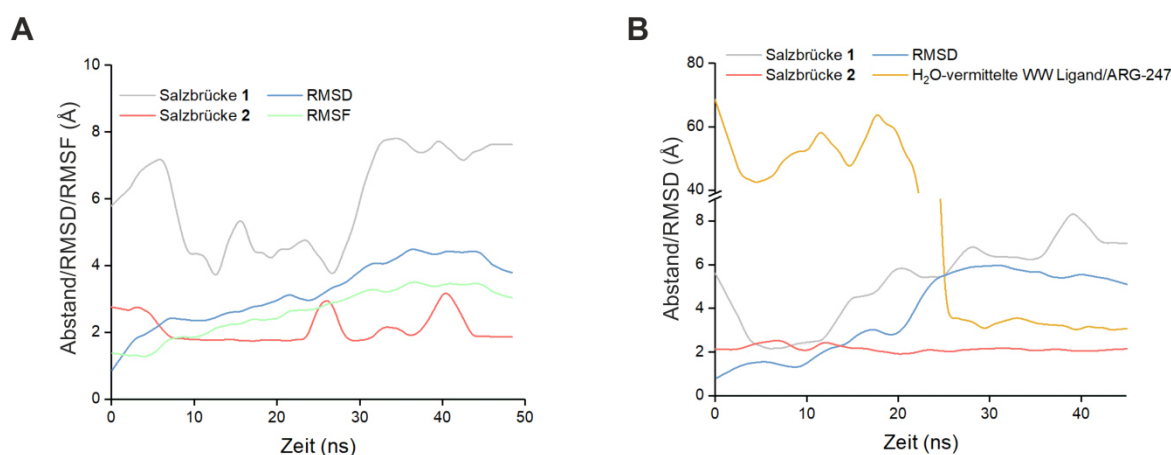 A
Abstand/RMSD/RMSF (Å)
10
8
6
4
2
0
Salzbrücke 1
RMSD
Salzbrücke 2
RMSF
0 10 20 30 40 50
Zeit (ns)
B
Abstand/RMSD (Å)
80
60
40
8
6
4
2
0
Salzbrücke 1
RMSD
Salzbrücke 2
H₂O-vermittelte WW Ligand/ARG-247
0 10 20 30 40
Zeit (ns)